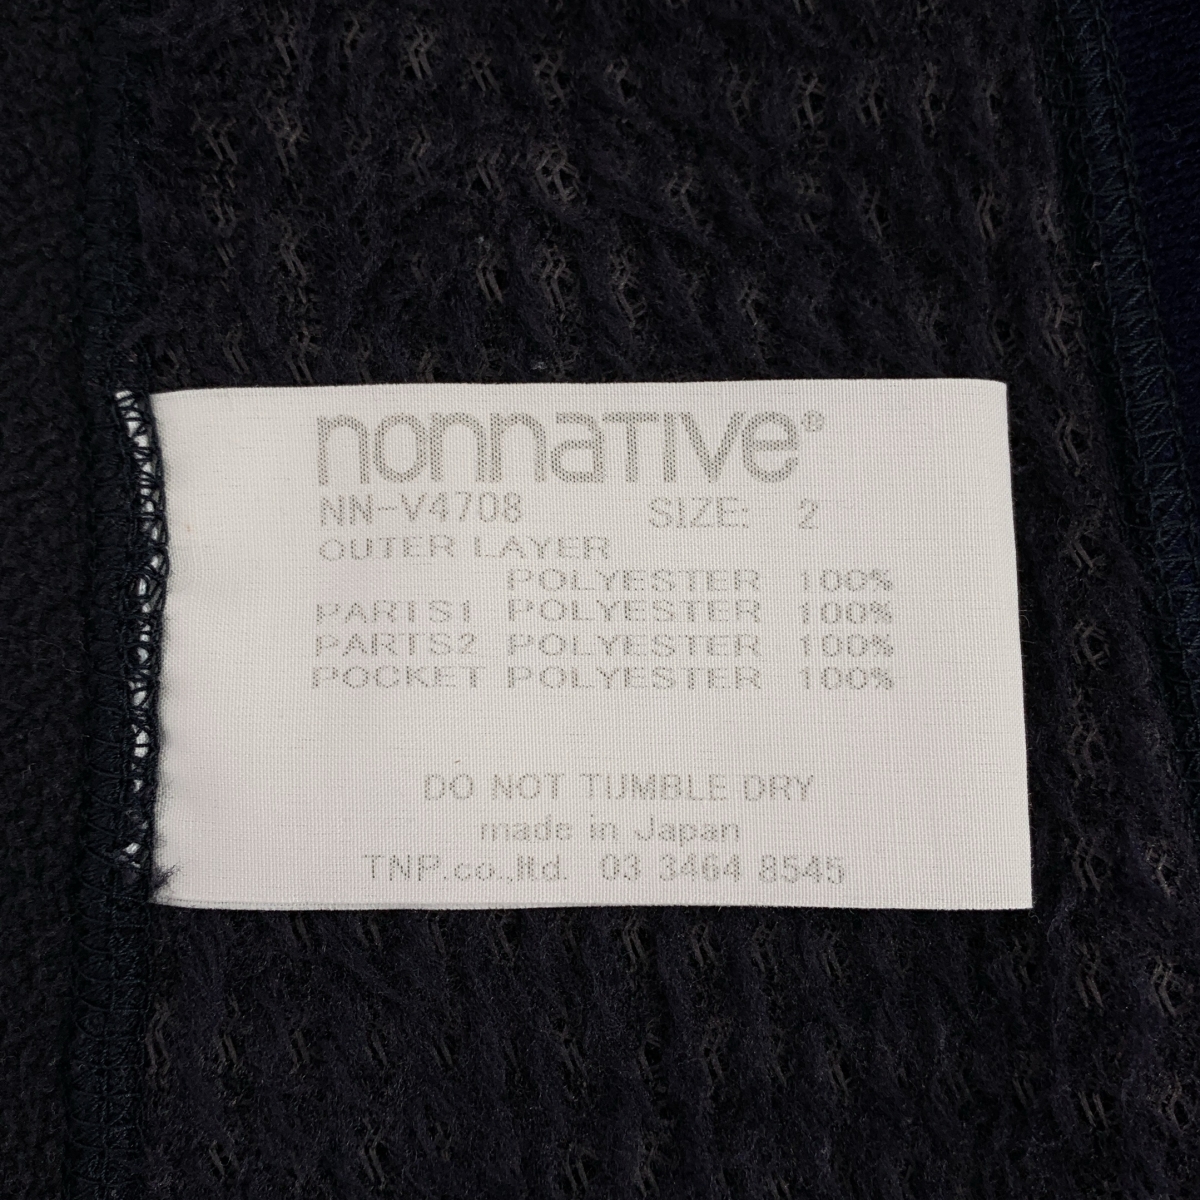 nonnative®
NN-V4708 SIZE: 2
OUTER LAYER
POLYESTER 100%
PARTS1 POLYESTER 100%
PARTS2 POLYESTER 100%
POCKET POLYESTER 100%
DO NOT TUMBLE DRY
made in Japan
TNP.co.,ltd. 03 3464 8545